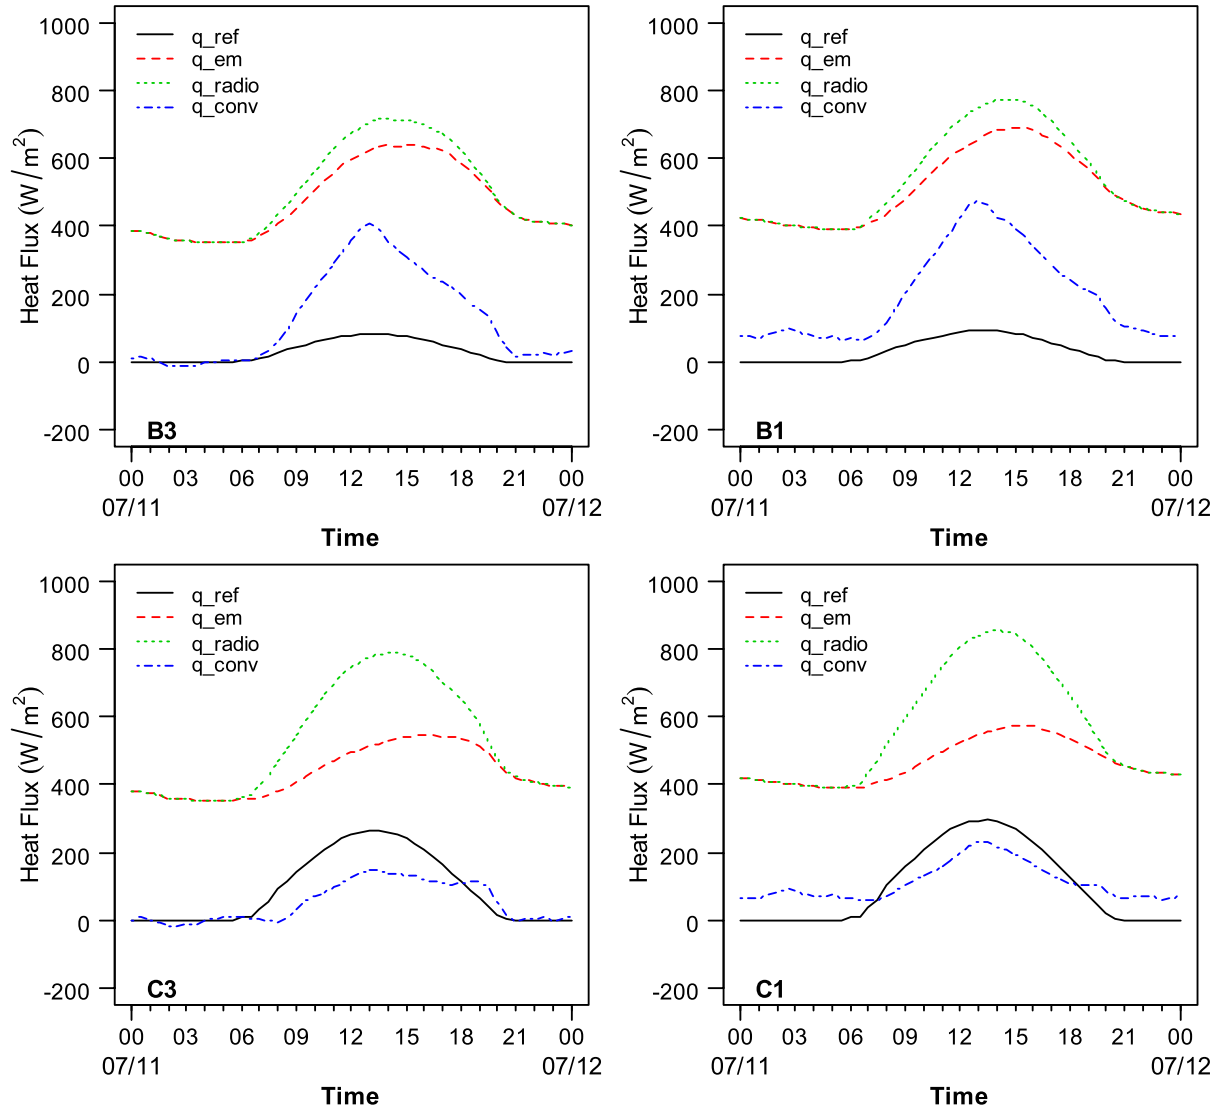 1000
800
600
400
200
0
-200
Heat Flux (W/m²)
q_ref
q_em
q_radio
q_conv
B3
00 03 06 09 12 15 18 21 00
07/11 07/12
Time
1000
800
600
400
200
0
-200
Heat Flux (W/m²)
q_ref
q_em
q_radio
q_conv
B1
00 03 06 09 12 15 18 21 00
07/11 07/12
Time
1000
800
600
400
200
0
-200
Heat Flux (W/m²)
q_ref
q_em
q_radio
q_conv
C3
00 03 06 09 12 15 18 21 00
07/11 07/12
Time
1000
800
600
400
200
0
-200
Heat Flux (W/m²)
q_ref
q_em
q_radio
q_conv
C1
00 03 06 09 12 15 18 21 00
07/11 07/12
Time